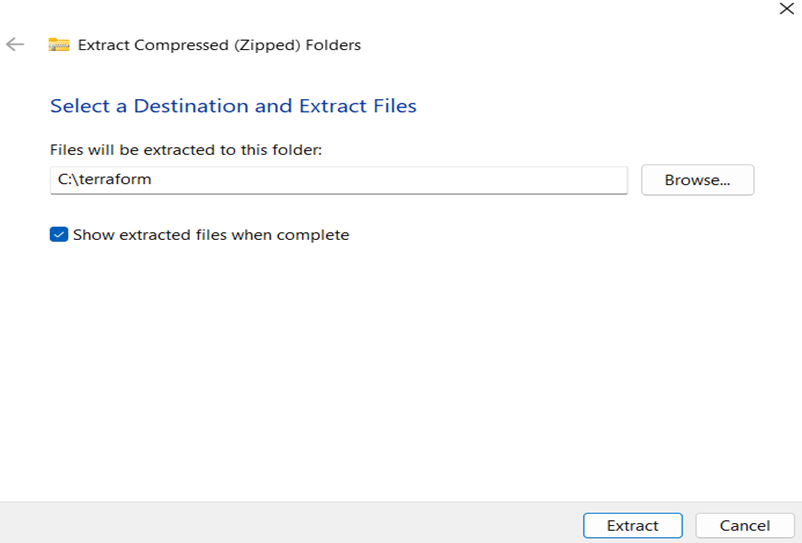 Extract Compressed (Zipped) Folders
Select a Destination and Extract Files
Files will be extracted to this folder:
C:\terraform
Browse...
Show extracted files when complete
Extract
Cancel